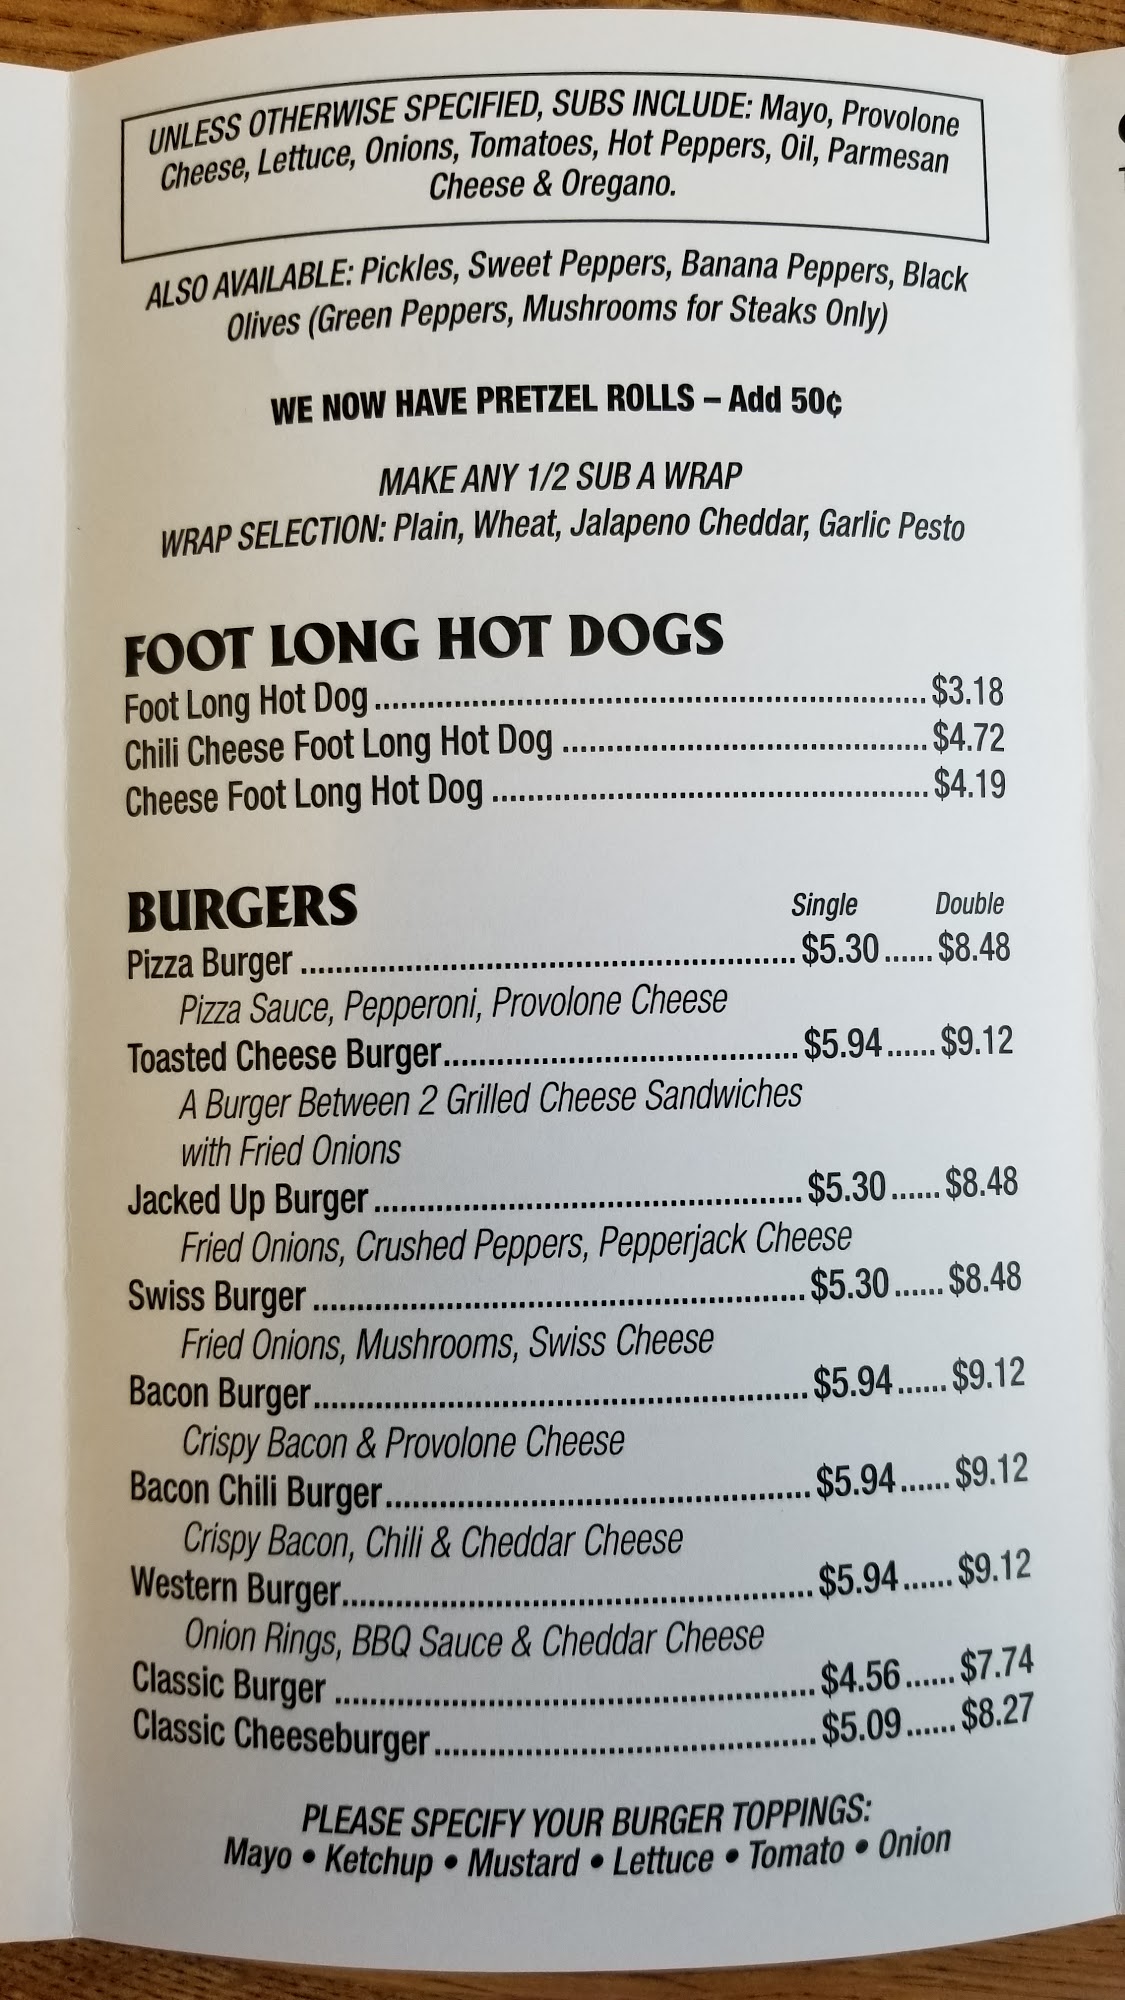 UNLESS OTHERWISE SPECIFIED, SUBS INCLUDE: Mayo, Provolone
Cheese, Lettuce, Onions, Tomatoes, Hot Peppers, Oil, Parmesan
Cheese & Oregano.
ALSO AVAILABLE: Pickles, Sweet Peppers, Banana Peppers, Black
Olives (Green Peppers, Mushrooms for Steaks Only)
WE NOW HAVE PRETZEL ROLLS – Add 50¢
MAKE ANY 1/2 SUB A WRAP
WRAP SELECTION: Plain, Wheat, Jalapeno Cheddar, Garlic Pesto
FOOT LONG HOT DOGS
Foot Long Hot Dog ........ $3.18
Chili Cheese Foot Long Hot Dog ........ $4.72
Cheese Foot Long Hot Dog ........ $4.19
BURGERS Single Double
Pizza Burger ........ $5.30 ...... $8.48
Pizza Sauce, Pepperoni, Provolone Cheese
Toasted Cheese Burger ........ $5.94 ...... $9.12
A Burger Between 2 Grilled Cheese Sandwiches
with Fried Onions
Jacked Up Burger ........ $5.30 ...... $8.48
Fried Onions, Crushed Peppers, Pepperjack Cheese
Swiss Burger ........ $5.30 ...... $8.48
Fried Onions, Mushrooms, Swiss Cheese
Bacon Burger ........ $5.94 ...... $9.12
Crispy Bacon & Provolone Cheese
Bacon Chili Burger ........ $5.94 ...... $9.12
Crispy Bacon, Chili & Cheddar Cheese
Western Burger ........ $5.94 ...... $9.12
Onion Rings, BBQ Sauce & Cheddar Cheese
Classic Burger ........ $4.56 ...... $7.74
Classic Cheeseburger ........ $5.09 ...... $8.27
PLEASE SPECIFY YOUR BURGER TOPPINGS:
Mayo • Ketchup • Mustard • Lettuce • Tomato • Onion